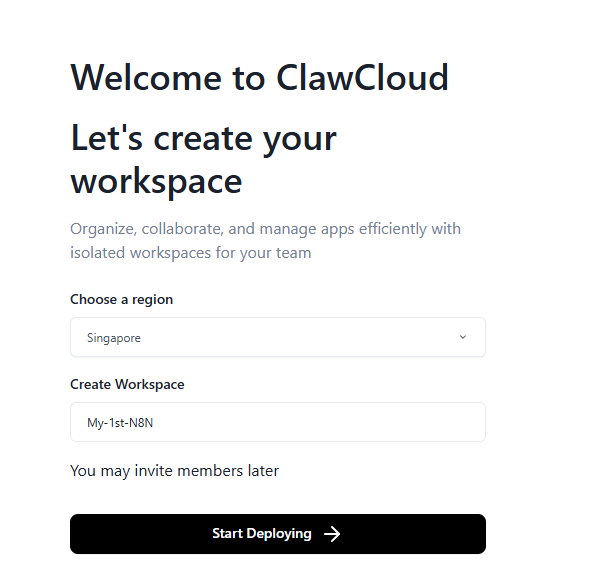 Welcome to ClawCloud
Let's create your
workspace
Organize, collaborate, and manage apps efficiently with
isolated workspaces for your team
Choose a region
Singapore
Create Workspace
My-1st-N8N
You may invite members later
Start Deploying